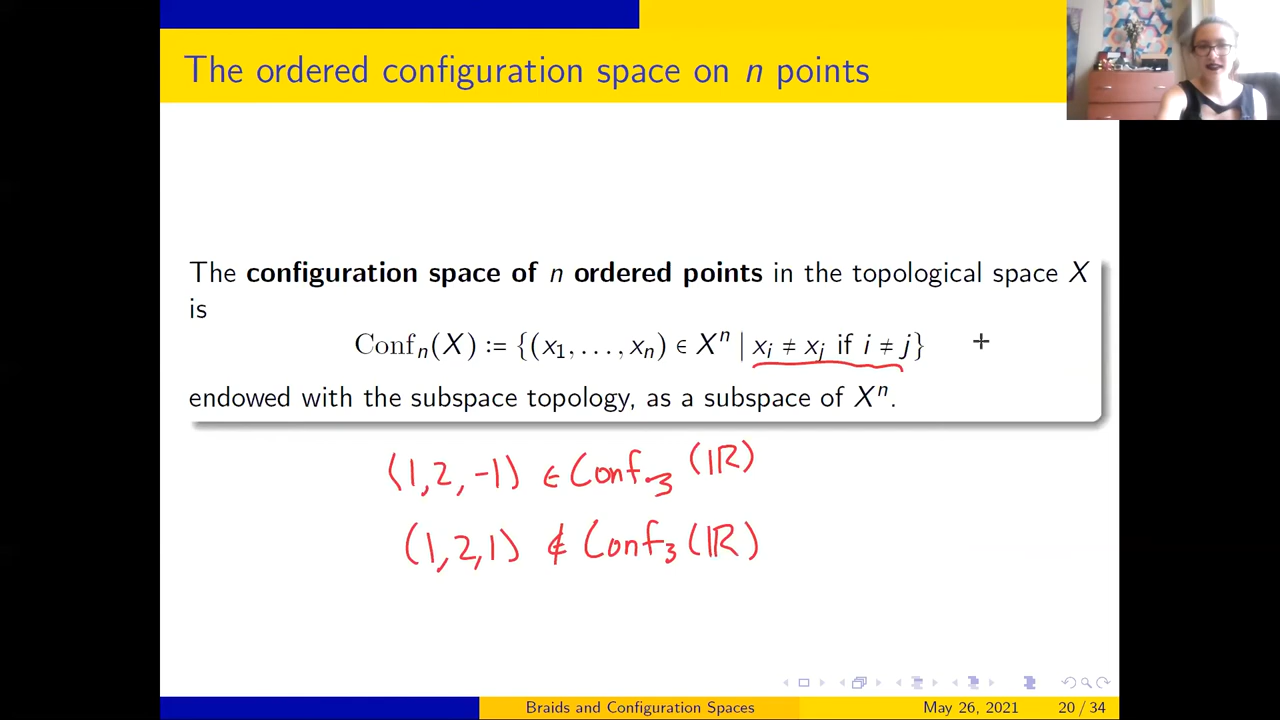 The ordered configuration space on n points
The configuration space of n ordered points in the topological space X
is
Conf_n(X) := {(x_1, . . . , x_n) ∈ X^n | x_i ≠ x_j if i ≠ j}
endowed with the subspace topology, as a subspace of X^n.
(1,2,-1) ∈ Conf_3 (ℝ)
(1,2,1) ∉ Conf_3 (ℝ)
Braids and Configuration Spaces May 26, 2021 20 / 34